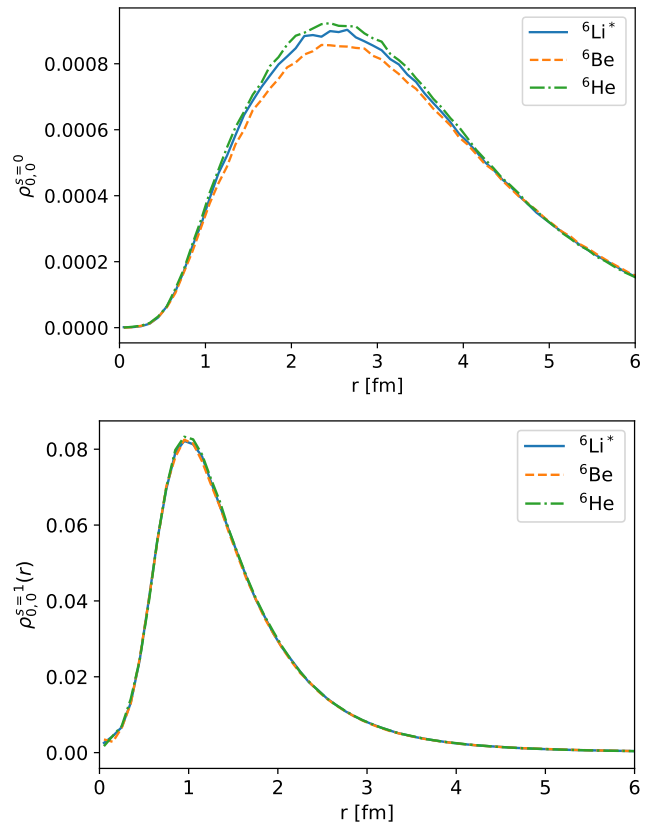 0.0008
0.0006
0.0004
0.0002
0.0000
ρ_{0,0}^{s=0}
⁶Li*
⁶Be
⁶He
0 1 2 3 4 5 6
r [fm]
0.08
0.06
0.04
0.02
0.00
ρ_{0,0}^{s=1}(r)
⁶Li*
⁶Be
⁶He
0 1 2 3 4 5 6
r [fm]